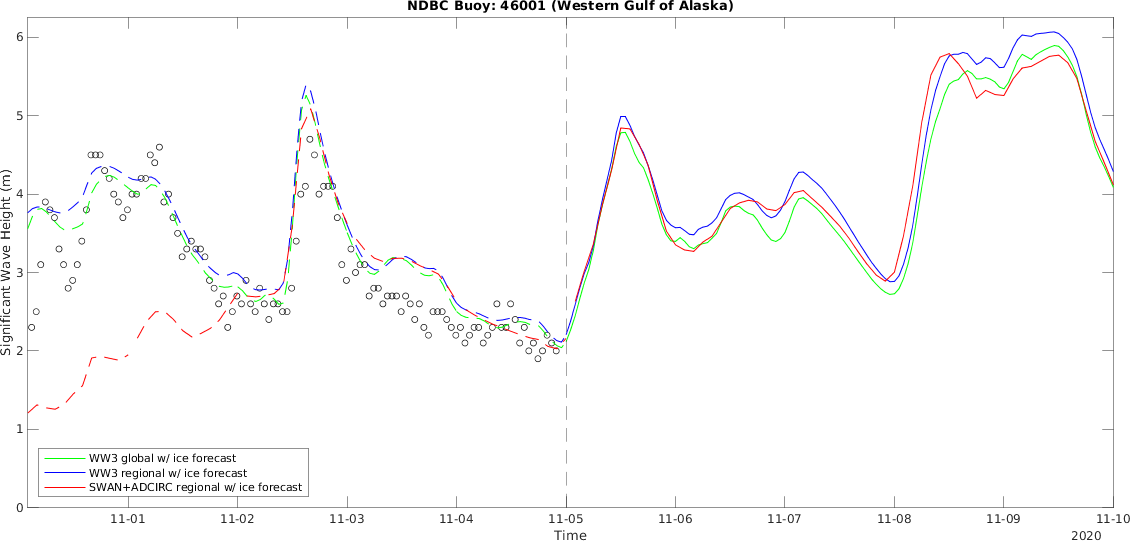 NDBC Buoy: 46001 (Western Gulf of Alaska)
6
5
4
3
2
1
0
Significant Wave Height (m)
WW3 global w/ ice forecast
WW3 regional w/ ice forecast
SWAN+ADCIRC regional w/ ice forecast
11-01 11-02 11-03 11-04 11-05 11-06 11-07 11-08 11-09 11-10
Time
2020